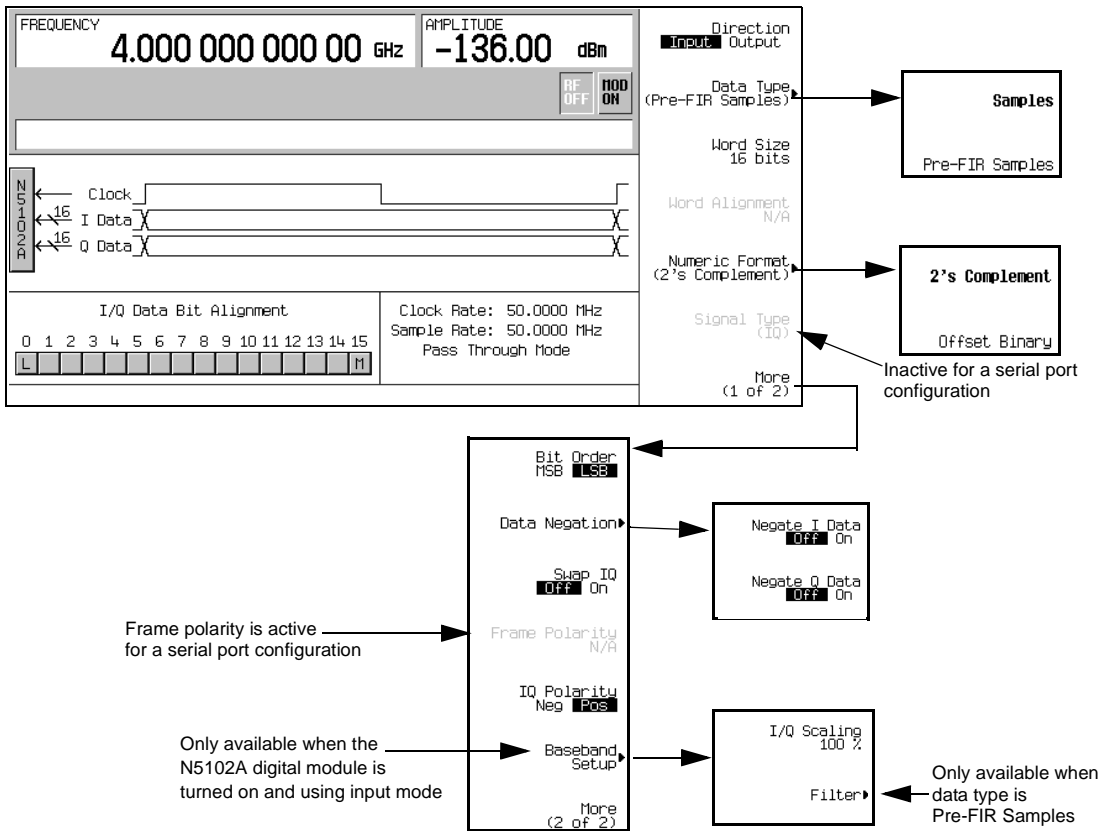 FREQUENCY
4.000 000 000 00 GHz
AMPLITUDE
-136.00 dBm
RF OFF
MOD ON
N5102A
Clock
16 I Data
16 Q Data
I/Q Data Bit Alignment
0 1 2 3 4 5 6 7 8 9 10 11 12 13 14 15
L M
Clock Rate: 50.0000 MHz
Sample Rate: 50.0000 MHz
Pass Through Mode
Direction
Input Output
Data Type
(Pre-FIR Samples)
Word Size
16 bits
Word Alignment
N/A
Numeric Format
(2's Complement)
Signal Type
(IQ)
More
(1 of 2)
Samples
Pre-FIR Samples
2's Complement
Offset Binary
Inactive for a serial port
configuration
Bit Order
MSB LSB
Data Negation
Swap IQ
Off On
Frame Polarity
N/A
IQ Polarity
Neg Pos
Baseband
Setup
More
(2 of 2)
Negate I Data
Off On
Negate Q Data
Off On
Frame polarity is active
for a serial port configuration
Only available when the
N5102A digital module is
turned on and using input mode
I/Q Scaling
100 %
Filter
Only available when
data type is
Pre-FIR Samples